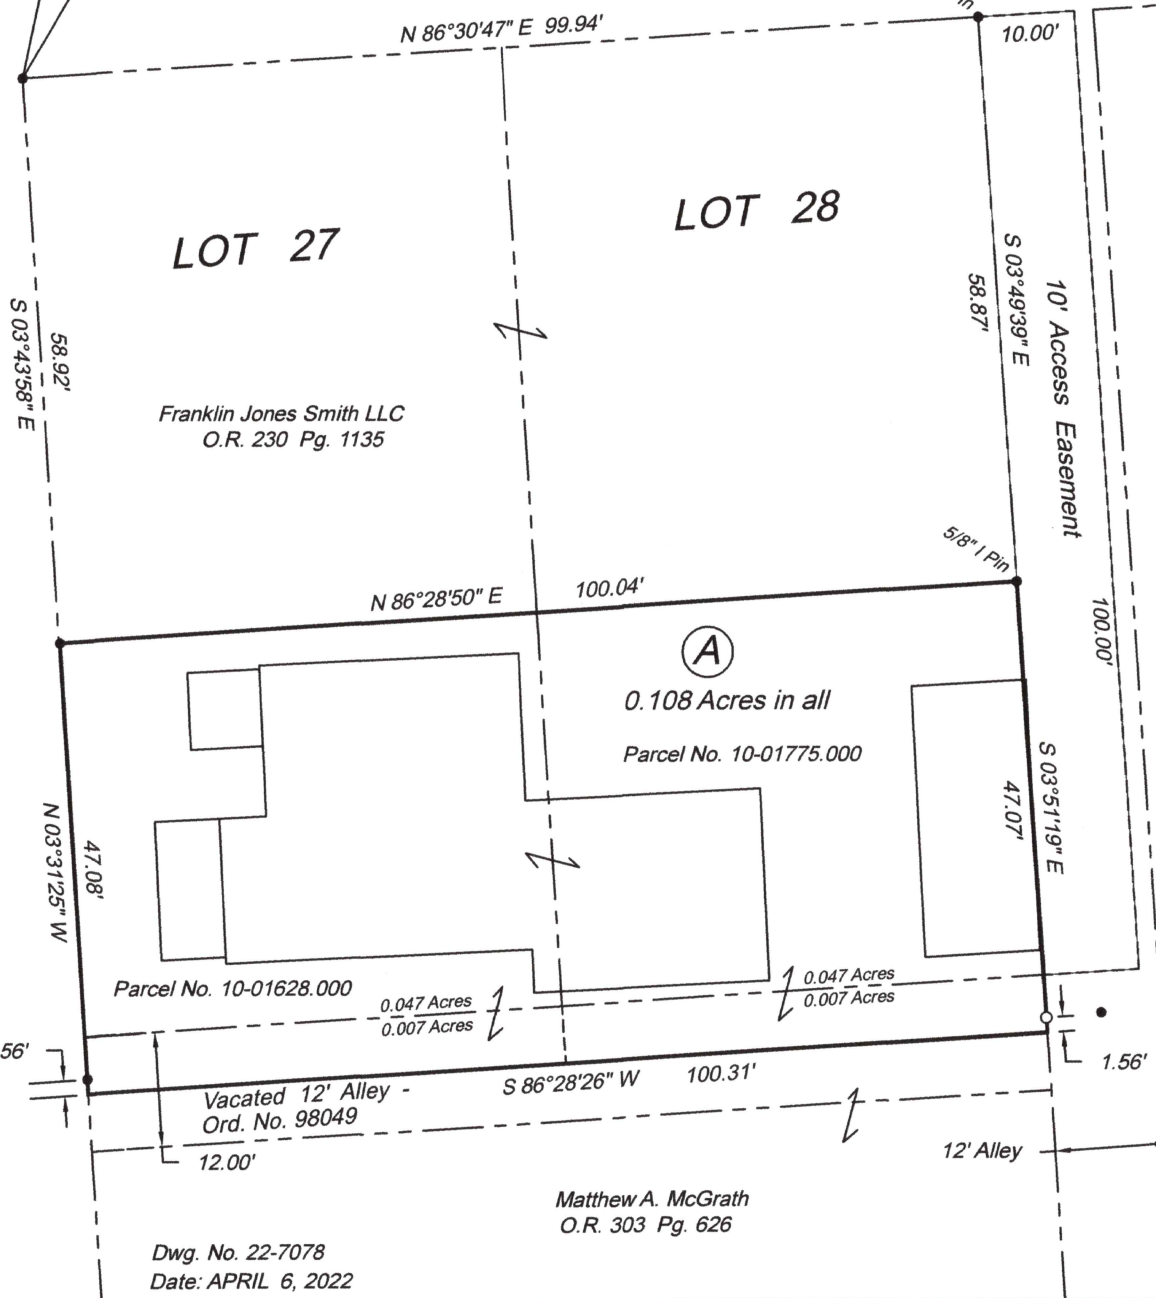 in
N 86°30'47" E 99.94'
10.00'
LOT 27
LOT 28
S 03°43'58" E
58.92'
S 03°49'39" E
58.87'
10' Access Easement
Franklin Jones Smith LLC
O.R. 230 Pg. 1135
5/8" I Pin
N 86°28'50" E 100.04'
100.00'
A
0.108 Acres in all
Parcel No. 10-01775.000
N 03°31'25" W
47.08'
S 03°51'19" E
47.07'
Parcel No. 10-01628.000
0.047 Acres
0.007 Acres
0.047 Acres
0.007 Acres
56'
1.56'
S 86°28'26" W 100.31'
Vacated 12' Alley -
Ord. No. 98049
12.00'
12' Alley
Matthew A. McGrath
O.R. 303 Pg. 626
Dwg. No. 22-7078
Date: APRIL 6, 2022